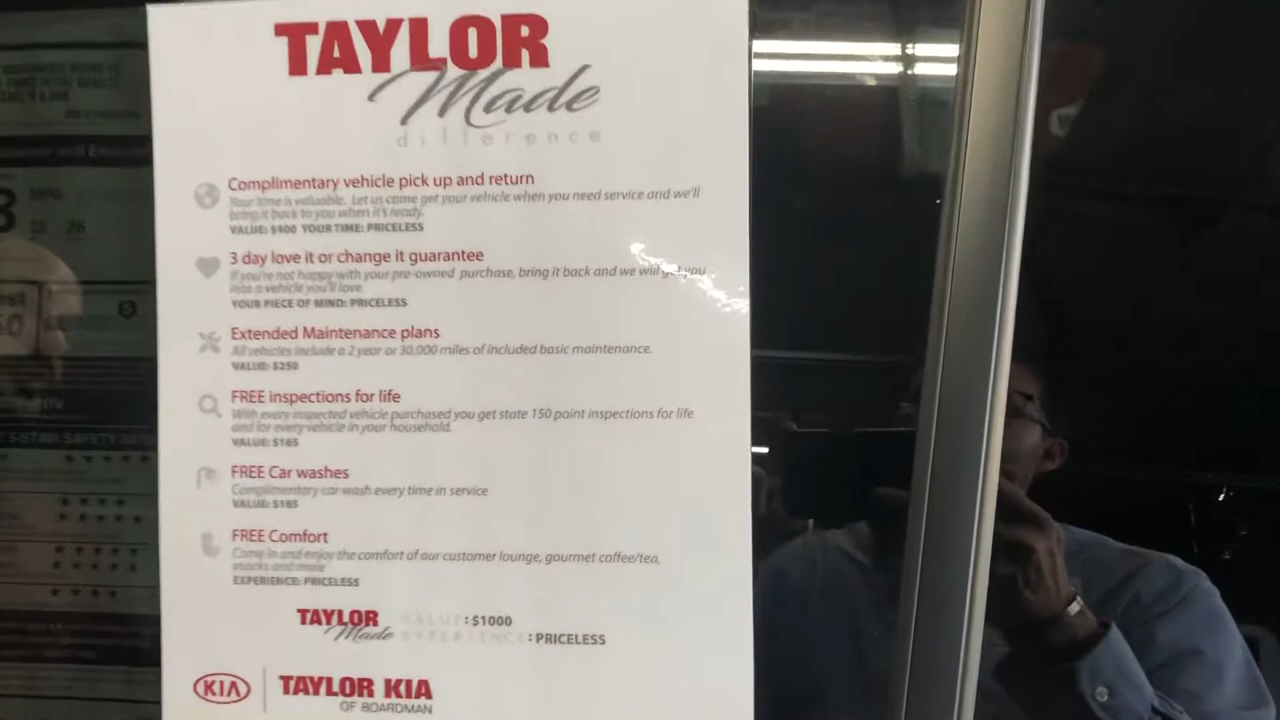 TAYLOR
Made
difference
Complimentary vehicle pick up and return
Your time is valuable. Let us come get your vehicle when you need service and we'll
bring it back to you when it's ready.
VALUE: $400 YOUR TIME: PRICELESS
3 day love it or change it guarantee
If you're not happy with your pre-owned purchase, bring it back and we will get you
into a vehicle you'll love.
YOUR PIECE OF MIND: PRICELESS
Extended Maintenance plans
All vehicles include a 2 year or 30,000 miles of included basic maintenance.
VALUE: $250
FREE inspections for life
With every inspected vehicle purchased you get state 150 point inspections for life
and for every vehicle in your household.
VALUE: $165
FREE Car washes
Complimentary car wash every time in service
VALUE: $185
FREE Comfort
Come in and enjoy the comfort of our customer lounge, gourmet coffee/tea,
snacks and more
EXPERIENCE: PRICELESS
TAYLOR
Made
VALUE: $1000
EXPERIENCE: PRICELESS
KIA
TAYLOR KIA
OF BOARDMAN